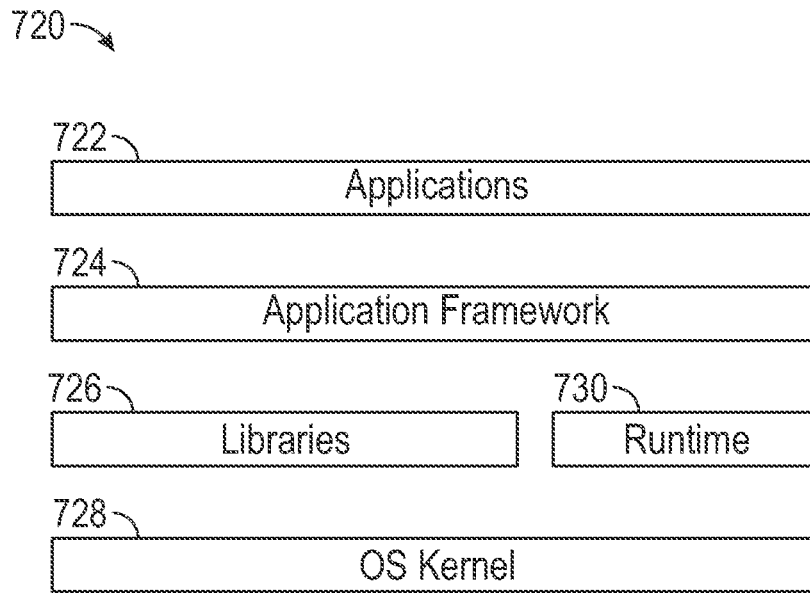 720
722
Applications
724
Application Framework
726 730
Libraries Runtime
728
OS Kernel